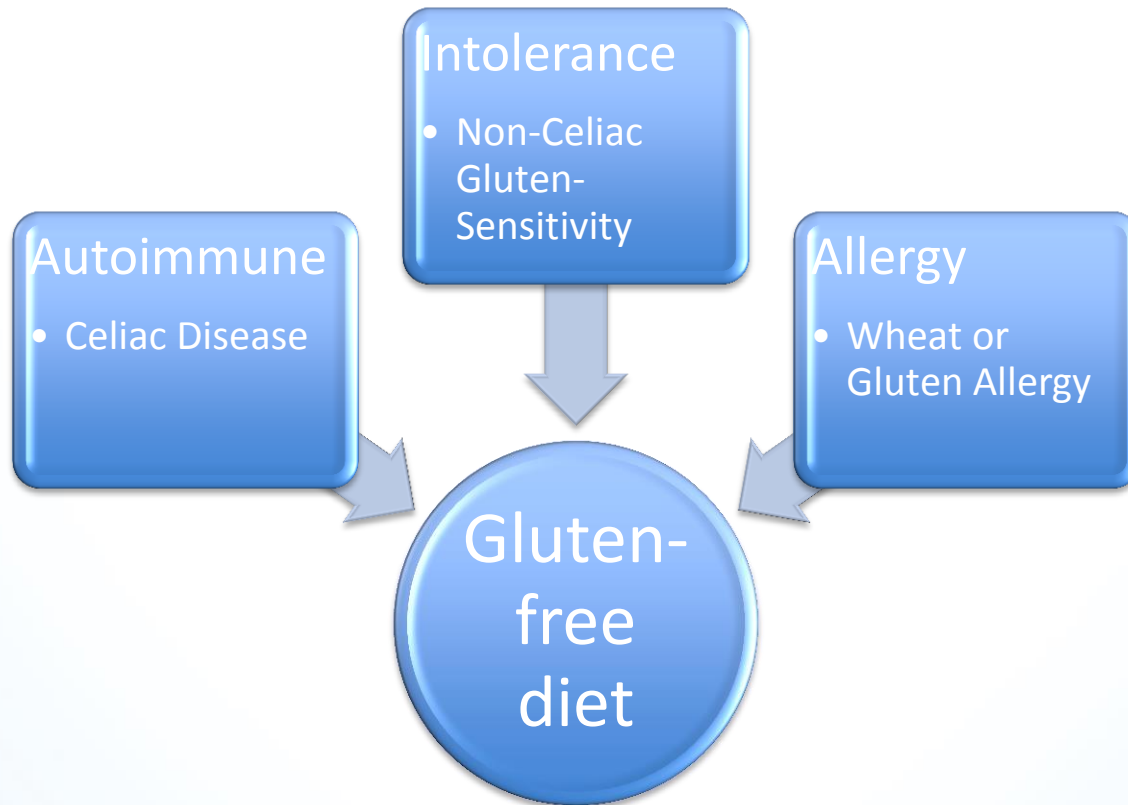 Intolerance
• Non-Celiac
Gluten-
Sensitivity
Autoimmune
• Celiac Disease
Allergy
• Wheat or
Gluten Allergy
Gluten-
free
diet